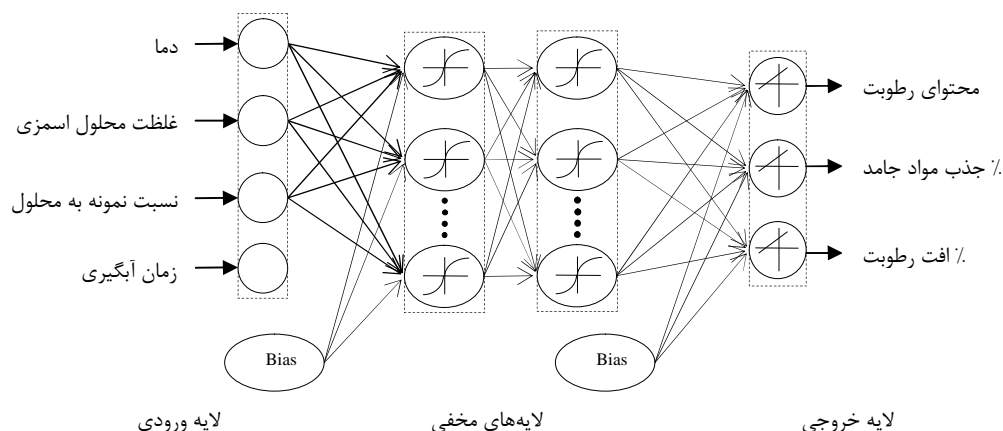 دما
غلظت محلول اسمزی
نسبت نمونه به محلول
زمان آبگیری
محتوای رطوبت
٪ جذب مواد جامد
٪ افت رطوبت
Bias
Bias
لایه ورودی
لایه‌های مخفی
لایه خروجی